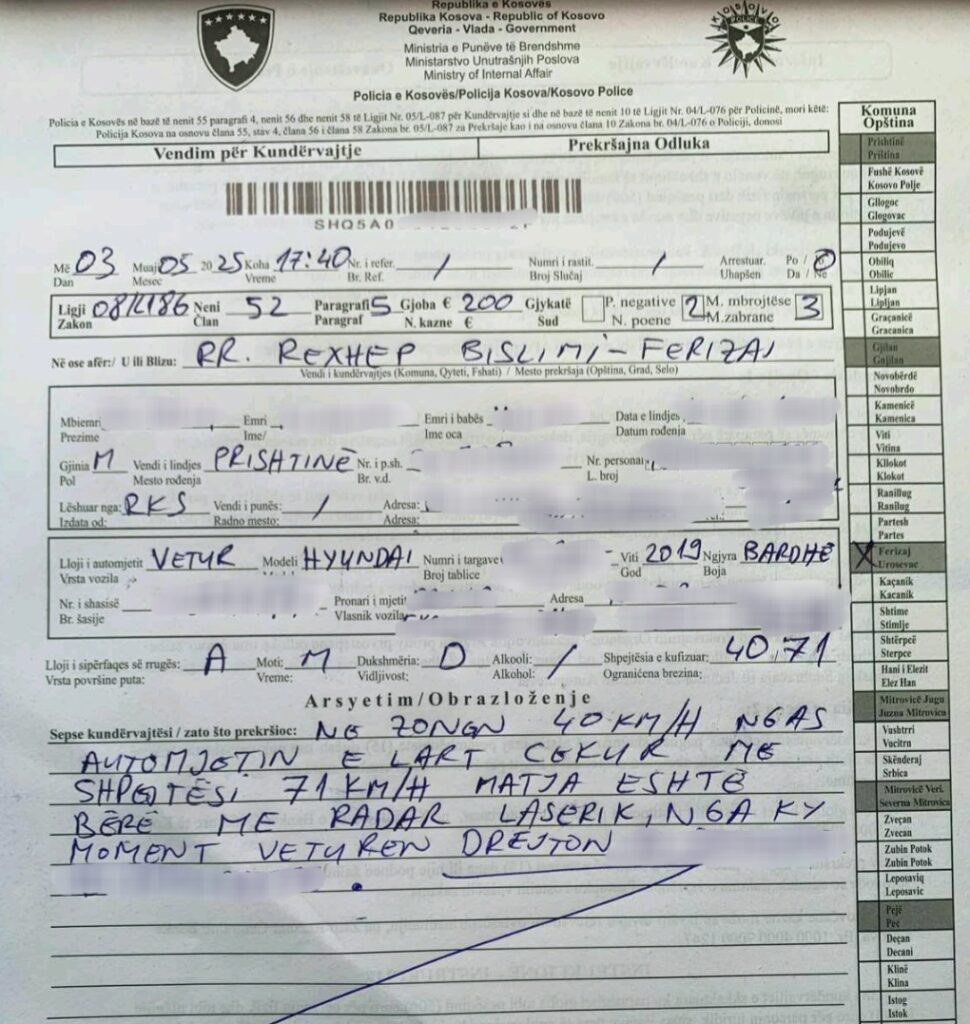 Republika e Kosovës
Republika Kosova - Republic of Kosovo
Qeveria - Vlada - Government
Ministria e Punëve të Brendshme
Ministarstvo Unutrašnjih Poslova
Ministry of Internal Affair
Policia e Kosovës/Policija Kosova/Kosovo Police
KOSOVO POLICE
Policia e Kosovës në bazë të nenit 55 paragrafi 4, nenit 56 dhe nenit 58 të Ligjit Nr. 05/L-087 për Kundërvajtje si dhe në bazë të nenit 10 të Ligjit Nr. 04/L-076 për Policinë, mori këtë:
Policija Kosova na osnovu člana 55, stav 4, člana 56 i člana 58 Zakona br. 05/L-087 za Prekršaje kao i na osnovu člana 10 Zakona br. 04/L-076 o Policiji, donosi
Vendim për Kundërvajtje Prekršajna Odluka
SHQ5A0
Më 03 Muaj 05 2025 Koha 17:40 Nr. i refer. / Numri i rastit. / Arrestuar. Po / Jo
Dan Mesec Vreme Br. Ref. Broj Slučaj Uhapšen Da / Ne
Ligji 08/L186 Neni 52 Paragrafi 5 Gjoba € 200 Gjykatë P. negative 2 M. mbrojtëse 3
Zakon Član Paragraf N. kazne € Sud N. poene M.zabrane
Në ose afër:/ U ili Blizu: RR. REXHEP BISLIMI - FERIZAJ
Vendi i kundërvajtjes (Komuna, Qyteti, Fshati) / Mesto prekršaja (Opština, Grad, Selo)
Mbiemri Emri Emri i babës Data e lindjes
Prezime Ime/ Ime oca Datum rođenja
Gjinia M Vendi i lindjes PRISHTINË Nr. i p.sh. Nr. personal
Pol Mesto rođenja Br. v.d. L. broj
Lëshuar nga: RKS Vendi i punës: / Adresa:
Izdata od: Radno mesto: Adresa:
Lloji i automjetit VETUR Modeli HYUNDAI Numri i targave Viti 2019 Ngjyra BARDHË
Vrsta vozila Broj tablice God Boja
Nr. i shasisë Pronari i mjetit Adresa
Br. šasije Vlasnik vozila
Lloji i sipërfaqes së rrugës: A Moti: M Dukshmëria: D Alkooli: / Shpejtësia e kufizuar: 40,71
Vrsta površine puta: Vreme: Vidljivost: Alkohol: Ograničena brezina:
Arsyetim/Obrazloženje
Sepse kundërvajtësi / zato što prekršioc: NE ZONEN 40 KM/H NGAS
AUTOMJETIN E LART CEKUR ME
SHPEJTËSI 71 KM/H MATJA ESHTË
BËRË ME RADAR LASERIK, NGA KY
MOMENT VETUREN DREJTON
Komuna
Opština
Prishtinë
Priština
Fushë Kosovë
Kosovo Polje
Gllogoc
Glogovac
Podujevë
Podujevo
Obiliq
Obilic
Lipjan
Lipljan
Graçanicë
Gracanica
Gjilan
Gnjilan
Novobërdë
Novobrdo
Kamenicë
Kamenica
Viti
Vitina
Kllokot
Klokot
Ranillug
Ranilug
Partesh
Partes
X Ferizaj
Urosevac
Kaçanik
Kacanik
Shtime
Stimlje
Shtërpcë
Sterpce
Hani i Elezit
Elez Han
Mitrovicë Jugu
Juzna Mitrovica
Vushtrri
Vucitrn
Skënderaj
Srbica
Mitrovicë Veri.
Severna Mitrovica
Zveçan
Zvecan
Zubin Potok
Zubin Potok
Leposaviq
Leposavic
Pejë
Pec
Deçan
Decani
Klinë
Klina
Istog
Istok